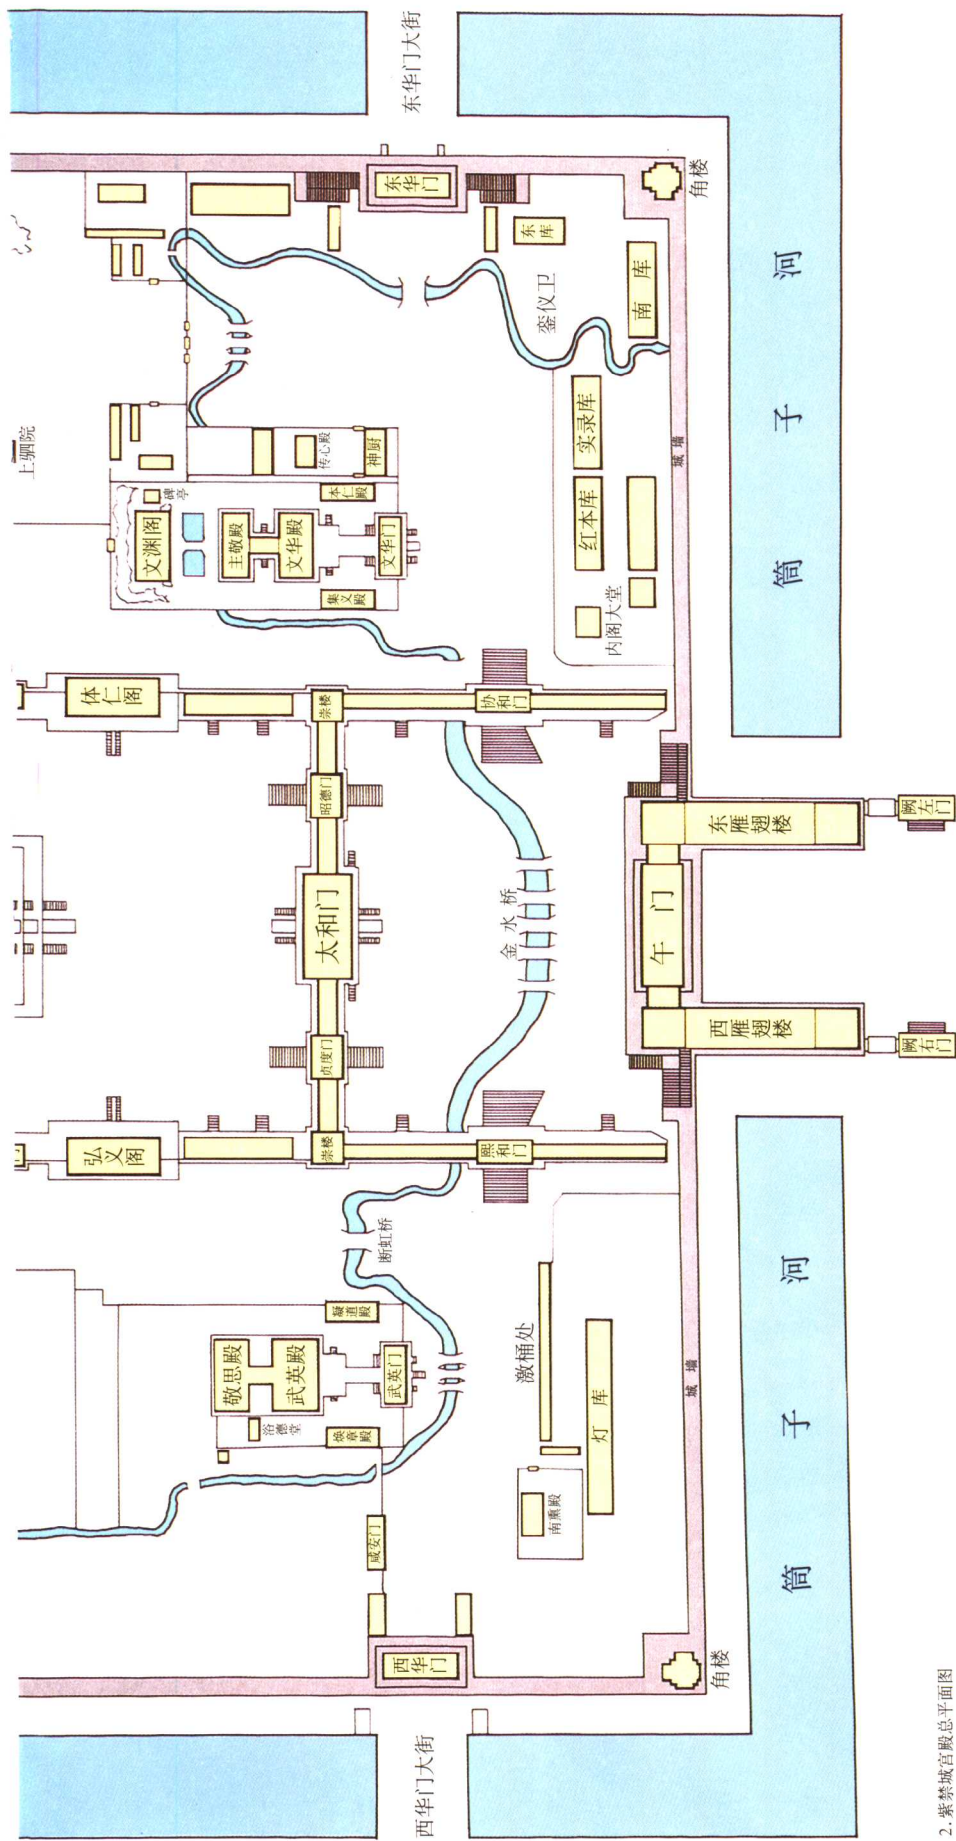 上驷院
文渊阁
碑亭
主敬殿
文华殿
本仁殿
集义殿
文华门
传心殿
神厨
东华门
东华门大街
东库
銮仪卫
南库
角楼
实录库
红本库
内阁大堂
城墙
筒子河
体仁阁
崇楼
协和门
昭德门
太和门
贞度门
金水桥
午门
东雁翅楼
西雁翅楼
阙左门
阙右门
弘义阁
崇楼
熙和门
断虹桥
敬思殿
武英殿
凝道殿
焕章殿
浴德堂
武英门
咸安门
激桶处
灯库
南薰殿
城墙
西华门
西华门大街
角楼
筒子河
2.紫禁城宫殿总平面图